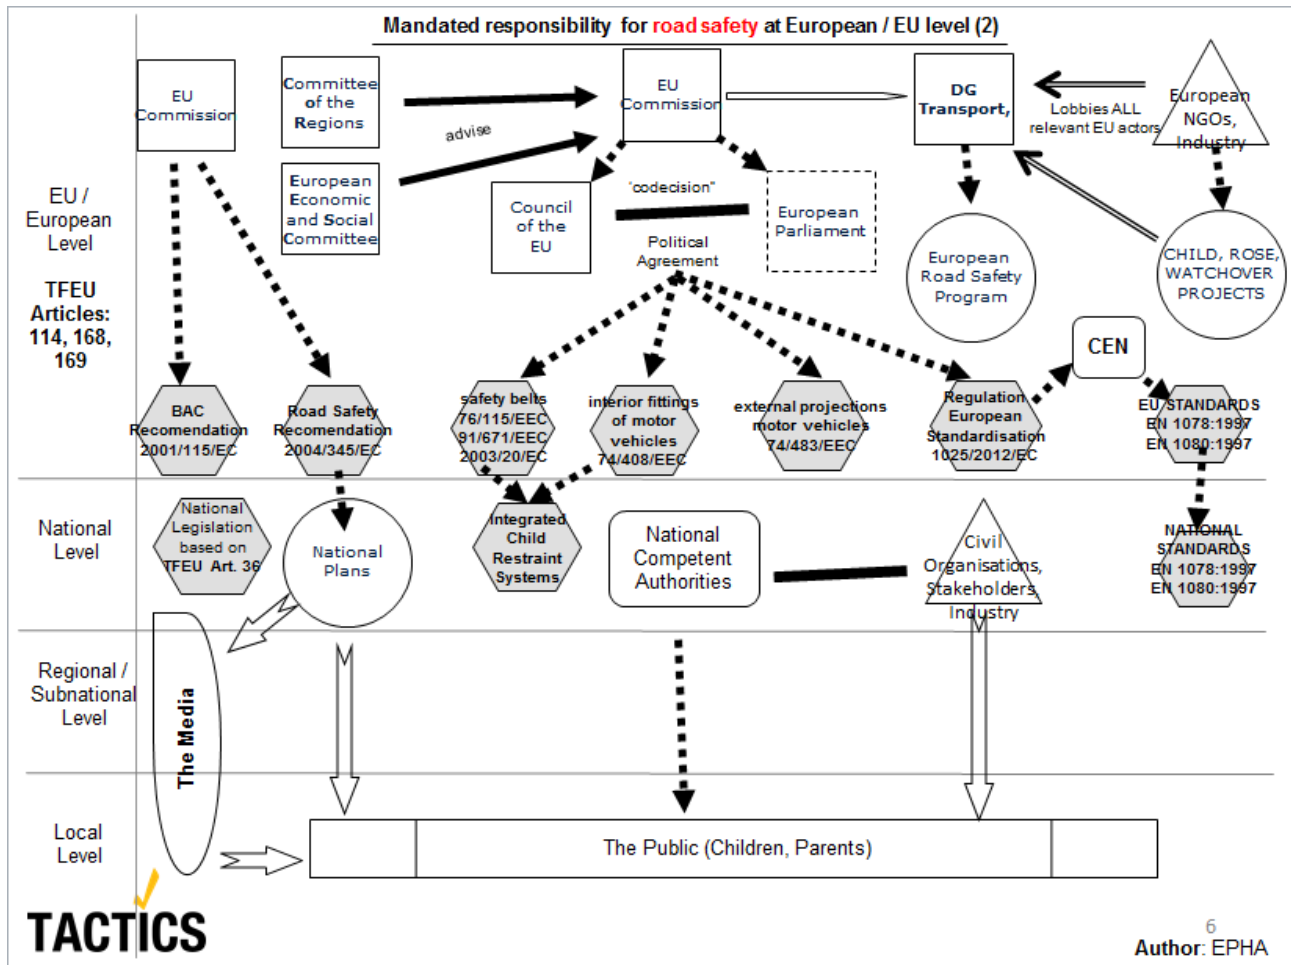 Mandated responsibility for road safety at European / EU level (2)
EU
Commission
Committee
of the
Regions
advise
European
Economic
and Social
Committee
EU
Commission
DG
Transport,
Lobbies ALL
relevant EU actors
European
NGOs,
Industry
EU /
European
Level
TFEU
Articles:
114, 168,
169
Council
of the
EU
"codecision"
Political
Agreement
European
Parliament
European
Road Safety
Program
CHILD, ROSE,
WATCHOVER
PROJECTS
CEN
BAC
Recomendation
2001/115/EC
Road Safety
Recomendation
2004/345/EC
safety belts
76/115/EEC
91/671/EEC
2003/20/EC
interior fittings
of motor
vehicles
74/408/EEC
external projections
motor vehicles
74/483/EEC
Regulation
European
Standardisation
1025/2012/EC
EU STANDARDS
EN 1078:1997
EN 1080:1997
National
Level
National
Legislation
based on
TFEU Art. 36
National
Plans
Integrated
Child
Restraint
Systems
National
Competent
Authorities
Civil
Organisations,
Stakeholders,
Industry
NATIONAL
STANDARDS
EN 1078:1997
EN 1080:1997
Regional /
Subnational
Level
The Media
Local
Level
The Public (Children, Parents)
TACTICS
6
Author: EPHA